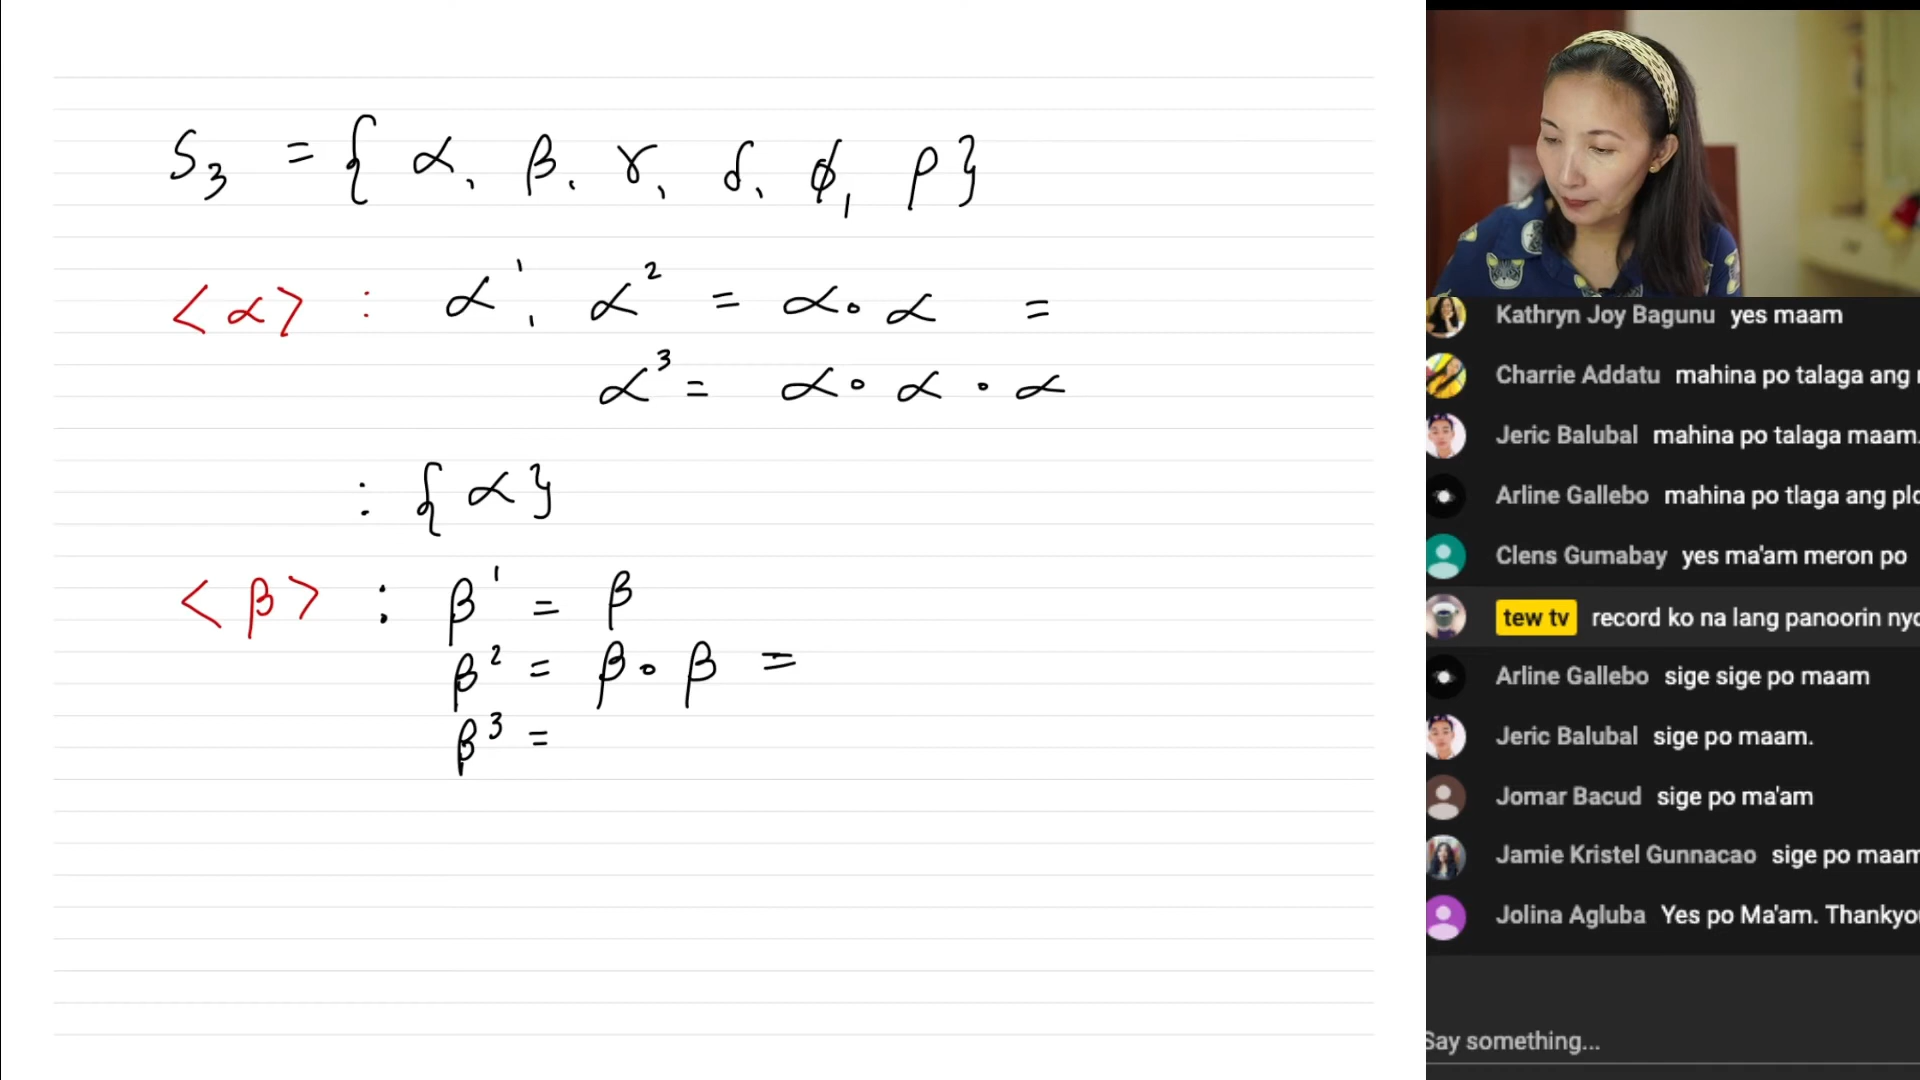 S₃ = { α, β, γ, δ, ϕ, ρ }
<α> : α¹, α² = α∘α =
α³ = α∘α∘α
: {α}
<β> : β¹ = β
β² = β∘β =
β³ =
Kathryn Joy Bagunu yes maam
Charrie Addatu mahina po talaga ang
Jeric Balubal mahina po talaga maam.
Arline Gallebo mahina po tlaga ang
Clens Gumabay yes ma'am meron po
tew tv record ko na lang panoorin
Arline Gallebo sige sige po maam
Jeric Balubal sige po maam.
Jomar Bacud sige po ma'am
Jamie Kristel Gunnacao sige po maam
Jolina Agluba Yes po Ma'am.
Say something...